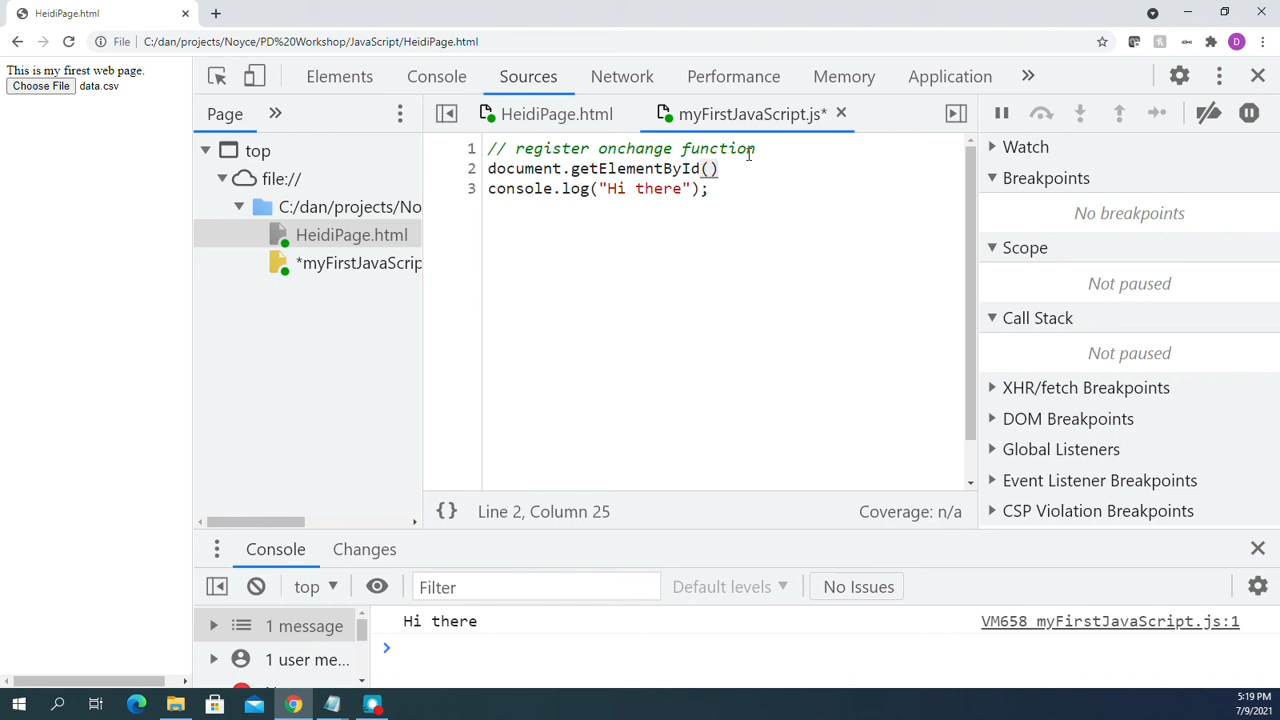 HeidiPage.html
File C:/dan/projects/Noyce/PD%20Workshop/JavaScript/HeidiPage.html
D
This is my firest web page.
Choose File data.csv
Elements Console Sources Network Performance Memory Application
Page
HeidiPage.html
myFirstJavaScript.js*
top
file://
C:/dan/projects/No
HeidiPage.html
*myFirstJavaScrip
1 // register onchange function
2 document.getElementById()
3 console.log("Hi there");
{} Line 2, Column 25 Coverage: n/a
Watch
Breakpoints
No breakpoints
Scope
Not paused
Call Stack
Not paused
XHR/fetch Breakpoints
DOM Breakpoints
Global Listeners
Event Listener Breakpoints
CSP Violation Breakpoints
Console Changes
top Filter Default levels No Issues
1 message
1 user me...
Hi there VM658 myFirstJavaScript.js:1
5:19 PM
7/9/2021